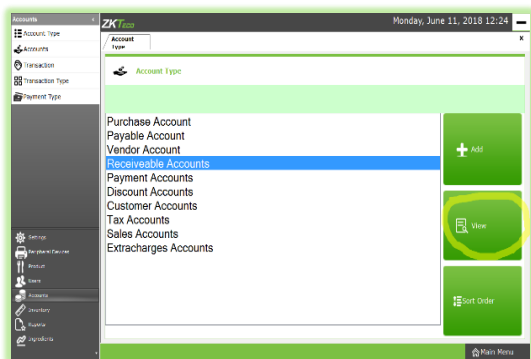 Accounts
Account Type
Accounts
Transaction
Transaction Type
Payment Type
Settings
Peripheral Devices
Product
Users
Accounts
Inventory
Reports
Ingredients
ZKTeco
Monday, June 11, 2018 12:24
Account
Type
x
Account Type
Purchase Account
Payable Account
Vendor Account
Receiveable Accounts
Payment Accounts
Discount Accounts
Customer Accounts
Tax Accounts
Sales Accounts
Extracharges Accounts
Add
View
Sort Order
Main Menu